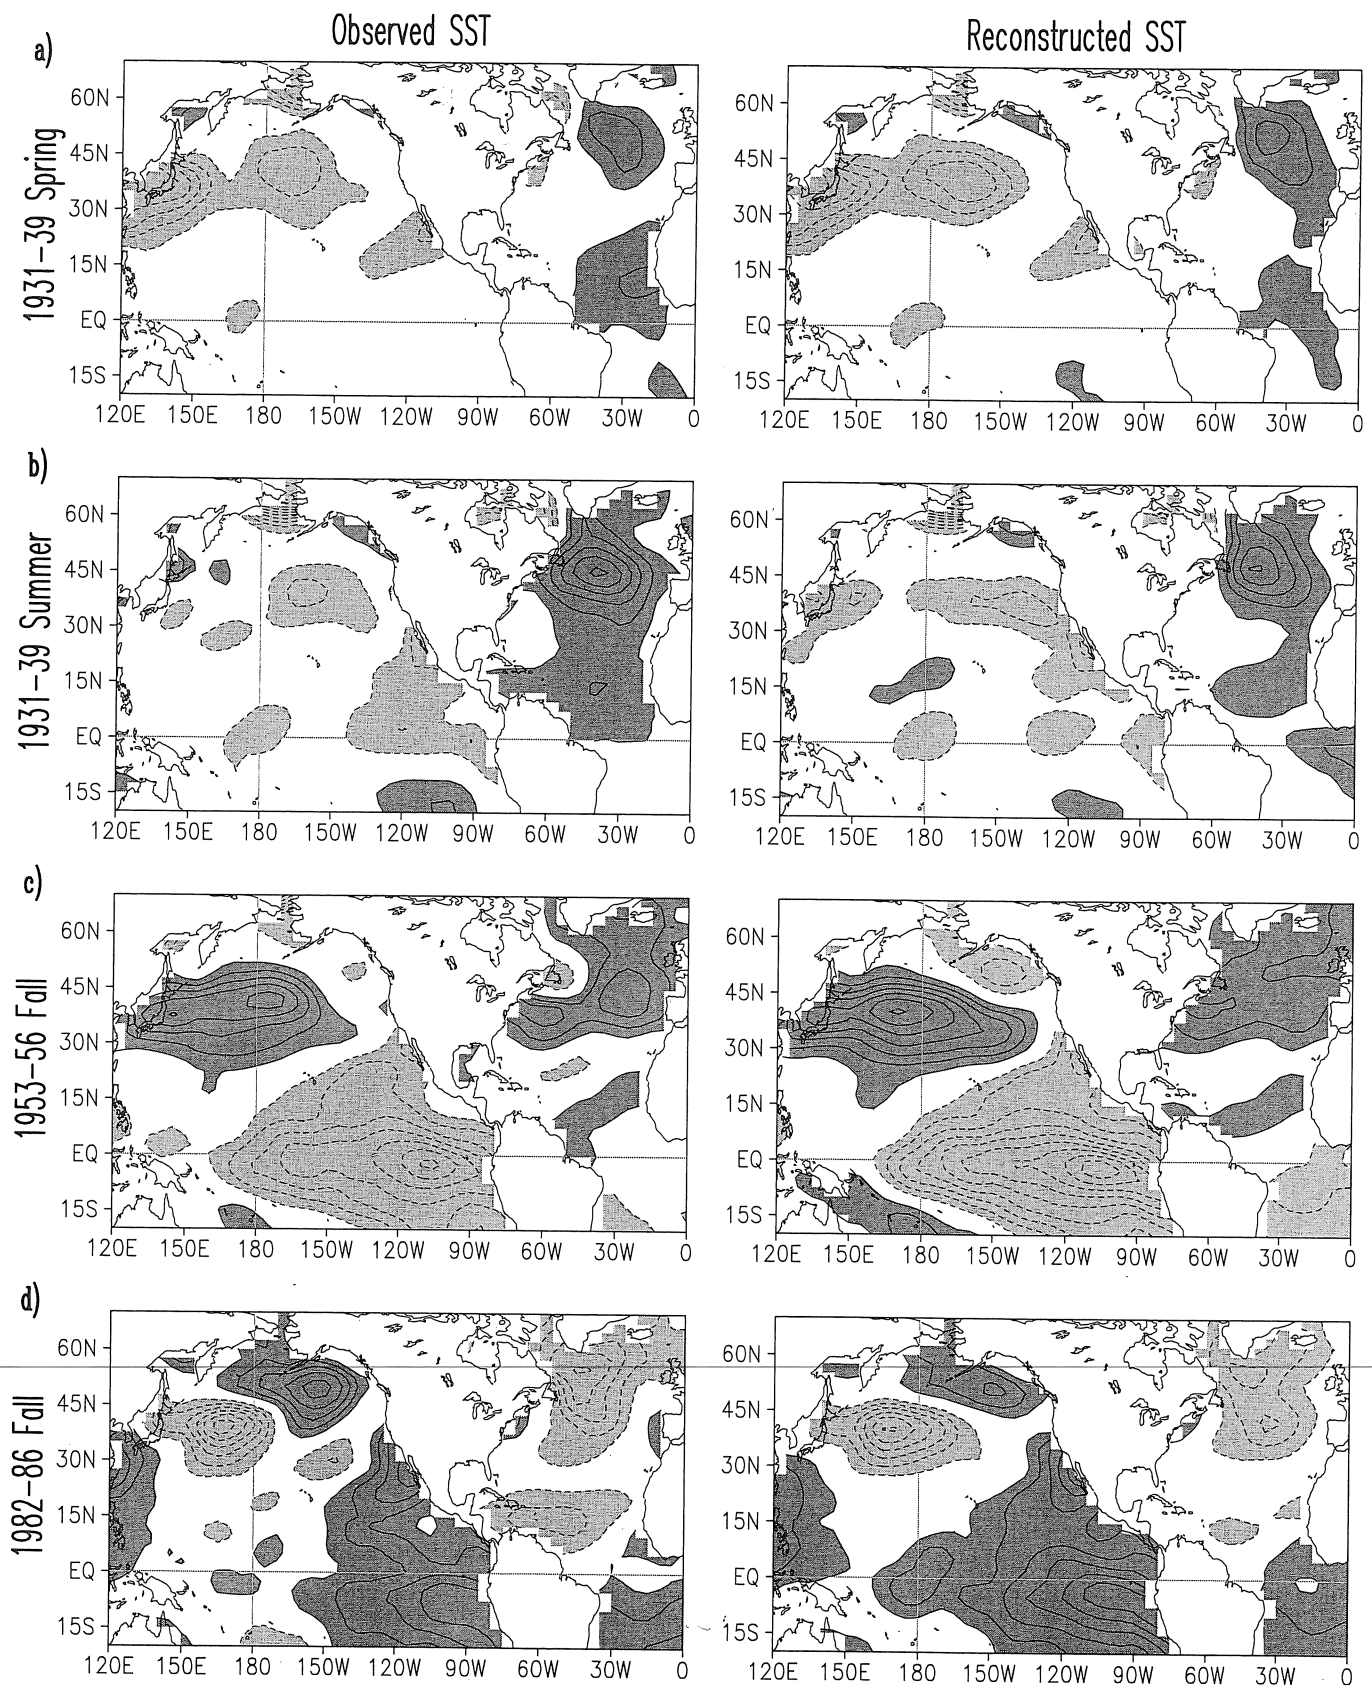 Observed SST
Reconstructed SST
a)
1931-39 Spring
60N
45N
30N
15N
EQ
15S
120E 150E 180 150W 120W 90W 60W 30W 0
60N
45N
30N
15N
EQ
15S
120E 150E 180 150W 120W 90W 60W 30W 0
b)
1931-39 Summer
60N
45N
30N
15N
EQ
15S
120E 150E 180 150W 120W 90W 60W 30W 0
60N
45N
30N
15N
EQ
15S
120E 150E 180 150W 120W 90W 60W 30W 0
c)
1953-56 Fall
60N
45N
30N
15N
EQ
15S
120E 150E 180 150W 120W 90W 60W 30W 0
60N
45N
30N
15N
EQ
15S
120E 150E 180 150W 120W 90W 60W 30W 0
d)
1982-86 Fall
60N
45N
30N
15N
EQ
15S
120E 150E 180 150W 120W 90W 60W 30W 0
60N
45N
30N
15N
EQ
15S
120E 150E 180 150W 120W 90W 60W 30W 0